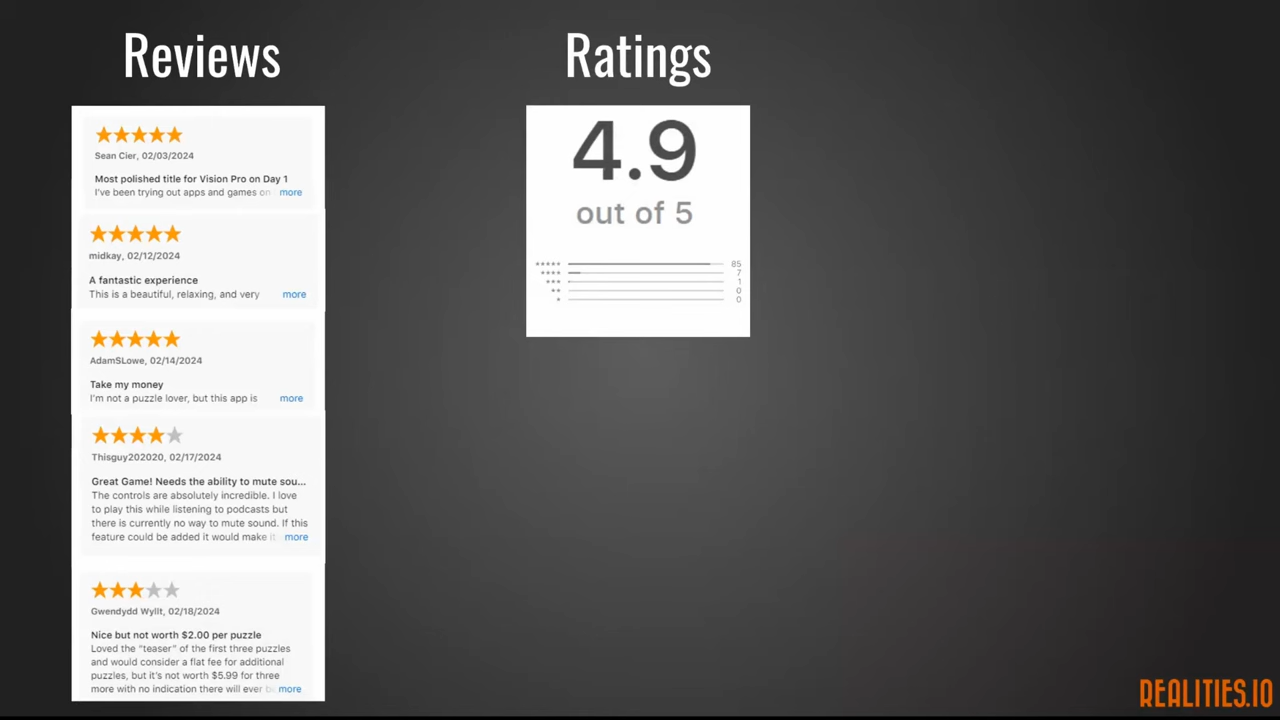 Reviews
Sean Cier, 02/03/2024
Most polished title for Vision Pro on Day 1
I've been trying out apps and games on more
midkay, 02/12/2024
A fantastic experience
This is a beautiful, relaxing, and very more
AdamSLowe, 02/14/2024
Take my money
I'm not a puzzle lover, but this app is more
Thisguy202020, 02/17/2024
Great Game! Needs the ability to mute sou...
The controls are absolutely incredible. I love
to play this while listening to podcasts but
there is currently no way to mute sound. If this
feature could be added it would make it more
Gwendydd Wyllt, 02/18/2024
Nice but not worth $2.00 per puzzle
Loved the "teaser" of the first three puzzles
and would consider a flat fee for additional
puzzles, but it's not worth $5.99 for three
more with no indication there will ever more
Ratings
4.9
out of 5
85
7
1
0
0
REALITIES.IO